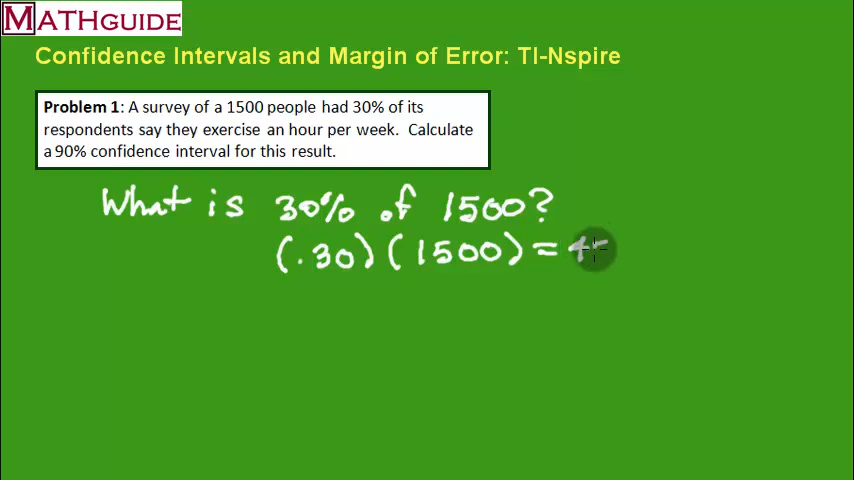 MATHGUIDE
Confidence Intervals and Margin of Error: TI-Nspire
Problem 1: A survey of a 1500 people had 30% of its
respondents say they exercise an hour per week. Calculate
a 90% confidence interval for this result.
What is 30% of 1500?
(.30)(1500) = 4